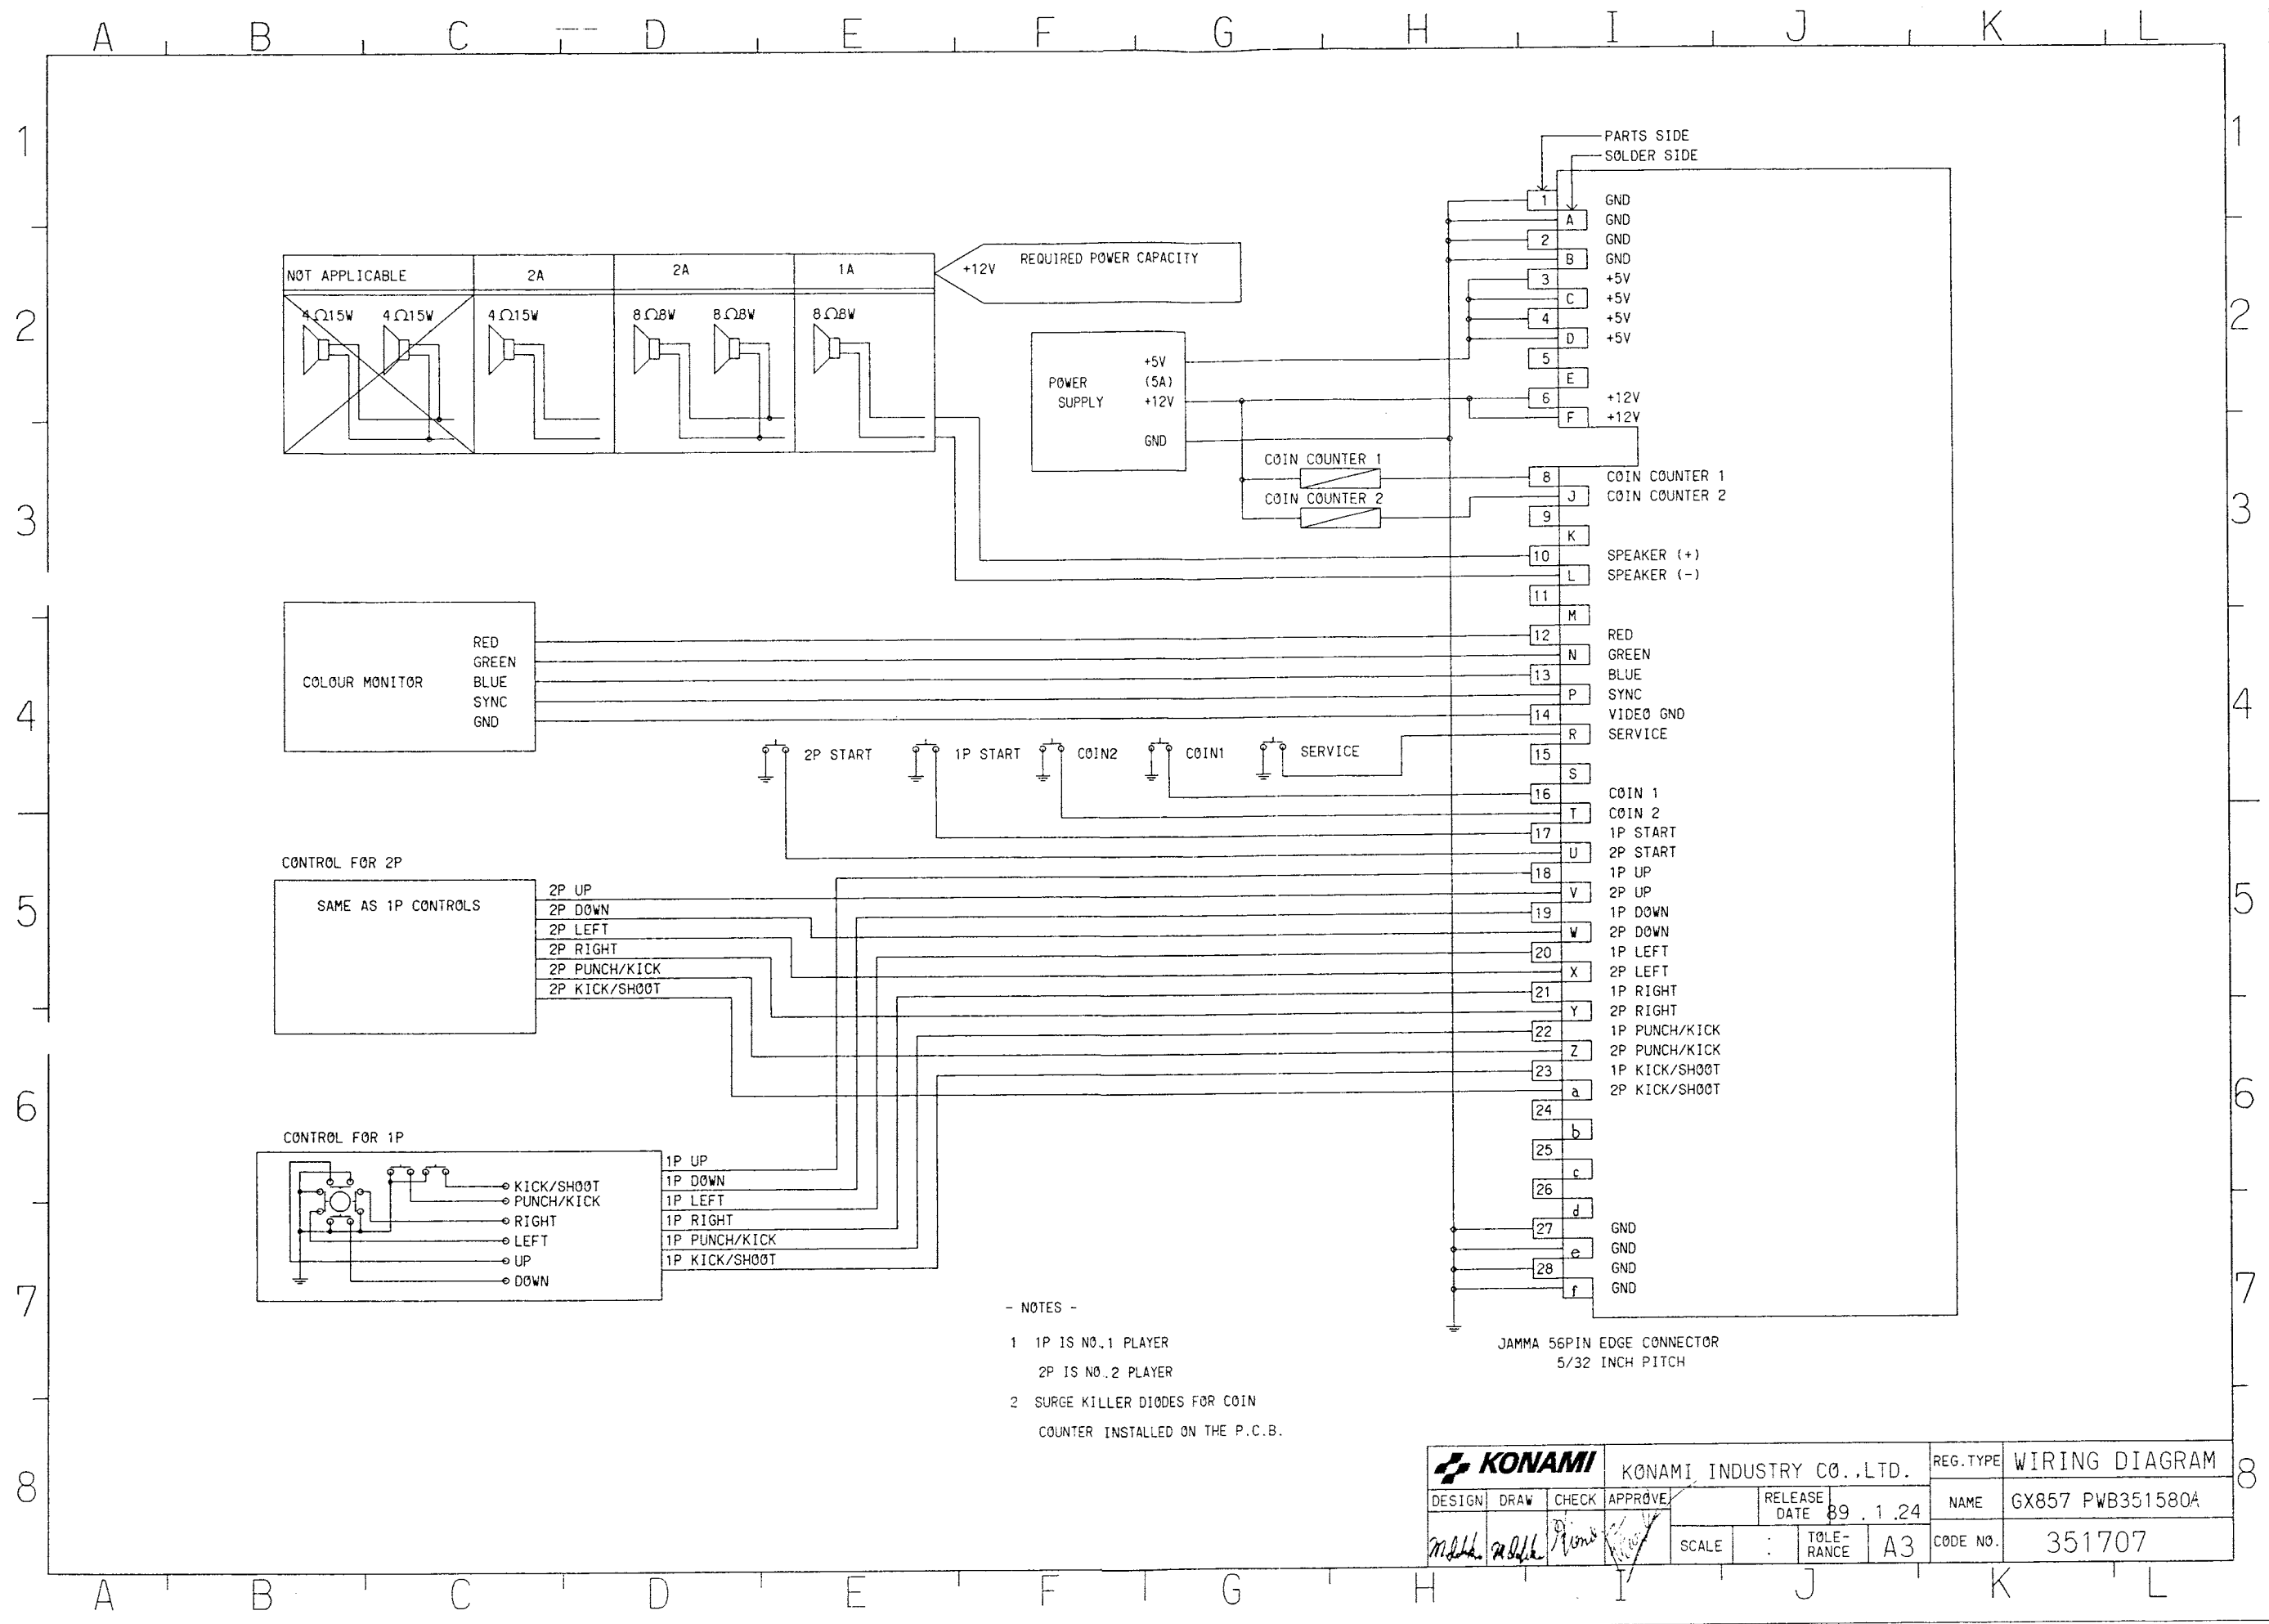 A B C D E F G H I J K L
1 1
2 2
3 3
4 4
5 5
6 6
7 7
8 8
PARTS SIDE
SOLDER SIDE
NOT APPLICABLE 2A 2A 1A
+12V REQUIRED POWER CAPACITY
4Ω15W 4Ω15W 4Ω15W 8Ω8W 8Ω8W 8Ω8W
POWER SUPPLY
+5V
(5A)
+12V
GND
COIN COUNTER 1
COIN COUNTER 2
1 GND
A GND
2 GND
B GND
3 +5V
C +5V
4 +5V
D +5V
5
E
6 +12V
F +12V
8 COIN COUNTER 1
J COIN COUNTER 2
9
K
10 SPEAKER (+)
L SPEAKER (-)
11
M
12 RED
N GREEN
13 BLUE
P SYNC
14 VIDEO GND
R SERVICE
15
S
16 COIN 1
T COIN 2
17 1P START
U 2P START
18 1P UP
V 2P UP
19 1P DOWN
W 2P DOWN
20 1P LEFT
X 2P LEFT
21 1P RIGHT
Y 2P RIGHT
22 1P PUNCH/KICK
Z 2P PUNCH/KICK
23 1P KICK/SHOOT
a 2P KICK/SHOOT
24
b
25
c
26
d
27 GND
e GND
28 GND
f GND
JAMMA 56PIN EDGE CONNECTOR
5/32 INCH PITCH
COLOUR MONITOR
RED
GREEN
BLUE
SYNC
GND
2P START 1P START COIN2 COIN1 SERVICE
CONTROL FOR 2P
SAME AS 1P CONTROLS
2P UP
2P DOWN
2P LEFT
2P RIGHT
2P PUNCH/KICK
2P KICK/SHOOT
CONTROL FOR 1P
KICK/SHOOT
PUNCH/KICK
RIGHT
LEFT
UP
DOWN
1P UP
1P DOWN
1P LEFT
1P RIGHT
1P PUNCH/KICK
1P KICK/SHOOT
- NOTES -
1 1P IS NO.1 PLAYER
2P IS NO.2 PLAYER
2 SURGE KILLER DIODES FOR COIN
COUNTER INSTALLED ON THE P.C.B.
KONAMI KONAMI INDUSTRY CO.,LTD.
REG.TYPE WIRING DIAGRAM
DESIGN DRAW CHECK APPROVE
RELEASE DATE 89 . 1 .24
NAME GX857 PWB351580A
SCALE : TOLE-RANCE A3
CODE NO. 351707
A B C D E F G H I J K L